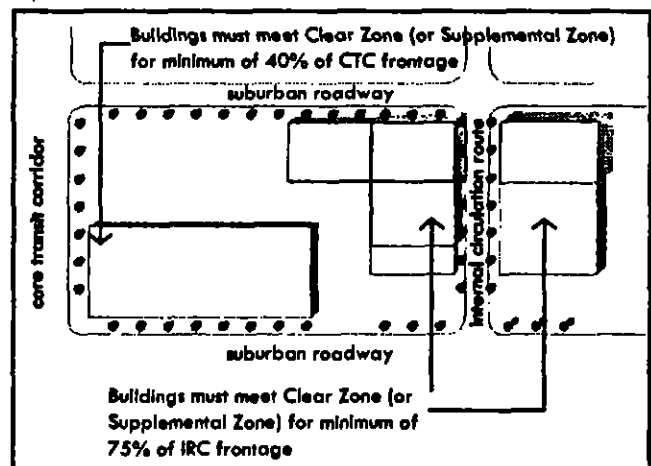 Buildings must meet Clear Zone (or Supplemental Zone)
for minimum of 40% of CTC frontage
suburban roadway
core transit corridor
internal circulation route
suburban roadway
Buildings must meet Clear Zone (or
Supplemental Zone) for minimum of
75% of IRC frontage